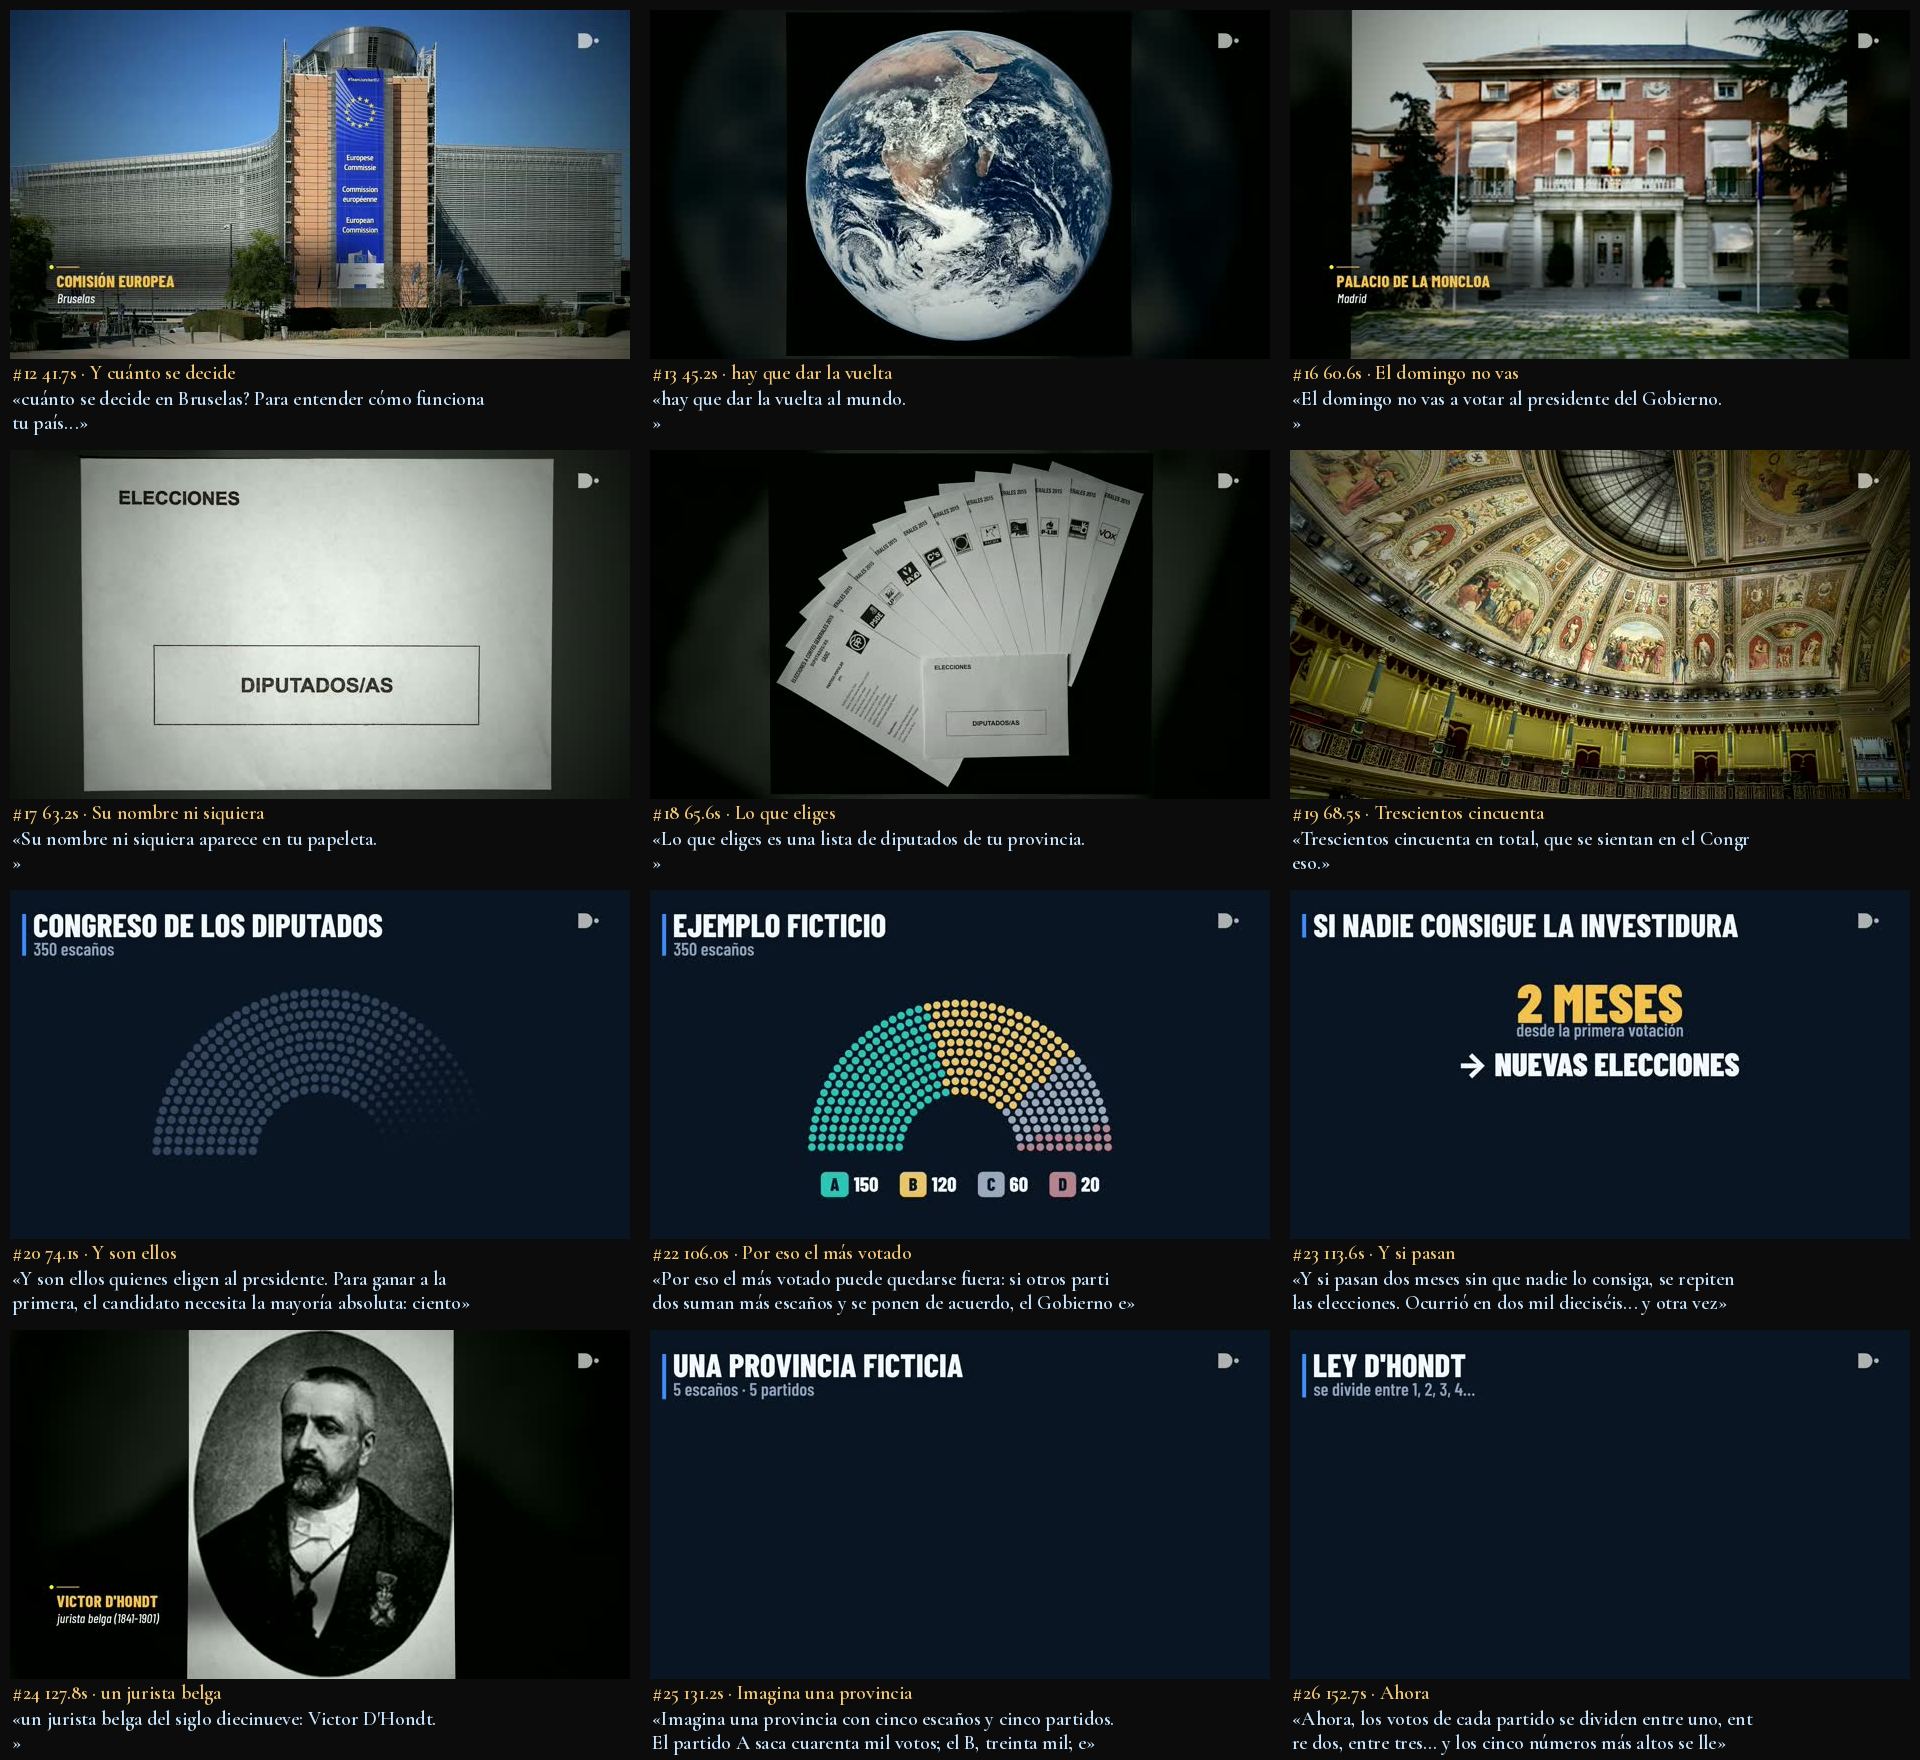 #TeamJunckerEU
Europese
Commissie
Commission
européenne
European
Commission
COMISIÓN EUROPEA
Bruselas
PALACIO DE LA MONCLOA
Madrid
#12 41.7s · Y cuánto se decide
«cuánto se decide en Bruselas? Para entender cómo funciona
tu país...»
#13 45.2s · hay que dar la vuelta
«hay que dar la vuelta al mundo.
»
#16 60.6s · El domingo no vas
«El domingo no vas a votar al presidente del Gobierno.
»
ELECCIONES
DIPUTADOS/AS
VOX
P-LIB
C's
PSOE
ELECCIONES
DIPUTADOS/AS
#17 63.2s · Su nombre ni siquiera
«Su nombre ni siquiera aparece en tu papeleta.
»
#18 65.6s · Lo que eliges
«Lo que eliges es una lista de diputados de tu provincia.
»
#19 68.5s · Trescientos cincuenta
«Trescientos cincuenta en total, que se sientan en el Congr
eso.»
CONGRESO DE LOS DIPUTADOS
350 escaños
EJEMPLO FICTICIO
350 escaños
A 150 B 120 C 60 D 20
SI NADIE CONSIGUE LA INVESTIDURA
2 MESES
desde la primera votación
→ NUEVAS ELECCIONES
#20 74.1s · Y son ellos
«Y son ellos quienes eligen al presidente. Para ganar a la
primera, el candidato necesita la mayoría absoluta: ciento»
#22 106.0s · Por eso el más votado
«Por eso el más votado puede quedarse fuera: si otros parti
dos suman más escaños y se ponen de acuerdo, el Gobierno e»
#23 113.6s · Y si pasan
«Y si pasan dos meses sin que nadie lo consiga, se repiten
las elecciones. Ocurrió en dos mil dieciséis... y otra vez»
VICTOR D'HONDT
jurista belga (1841-1901)
UNA PROVINCIA FICTICIA
5 escaños · 5 partidos
LEY D'HONDT
se divide entre 1, 2, 3, 4...
#24 127.8s · un jurista belga
«un jurista belga del siglo diecinueve: Victor D'Hondt.
»
#25 131.2s · Imagina una provincia
«Imagina una provincia con cinco escaños y cinco partidos.
El partido A saca cuarenta mil votos; el B, treinta mil; e»
#26 152.7s · Ahora
«Ahora, los votos de cada partido se dividen entre uno, ent
re dos, entre tres... y los cinco números más altos se lle»